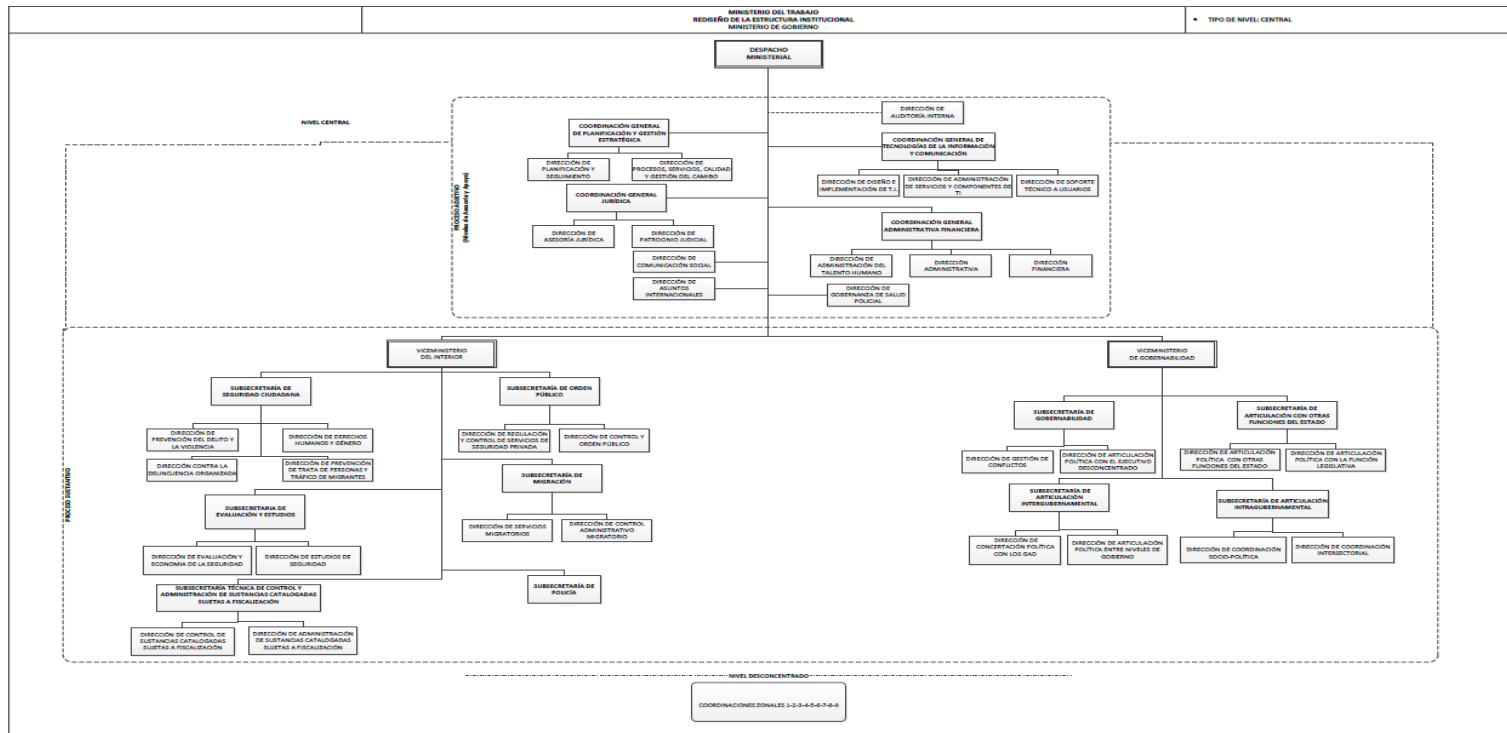 MINISTERIO DEL TRABAJO
REDISEÑO DE LA ESTRUCTURA INSTITUCIONAL
MINISTERIO DE GOBIERNO
• TIPO DE NIVEL: CENTRAL
DESPACHO
MINISTERIAL
NIVEL CENTRAL
PROCESO ADJETIVO
(Niveles de Asesoría y Apoyo)
DIRECCIÓN DE
AUDITORÍA INTERNA
COORDINACIÓN GENERAL
DE PLANIFICACIÓN Y GESTIÓN
ESTRATÉGICA
COORDINACIÓN GENERAL DE
TECNOLOGÍAS DE LA INFORMACIÓN
Y COMUNICACIÓN
DIRECCIÓN DE
PLANIFICACIÓN Y
SEGUIMIENTO
DIRECCIÓN DE
PROCESOS, SERVICIOS, CALIDAD
Y GESTIÓN DEL CAMIBO
DIRECCIÓN DE DISEÑO E
IMPLEMENTACIÓN DE T.I.
DIRECCIÓN DE ADMINISTRACIÓN
DE SERVICIOS Y COMPONENTES DE
TI
DIRECCIÓN DE SOPORTE
TÉCNICO A USUARIOS
COORDINACIÓN GENERAL
JURÍDICA
COORDINACIÓN GENERAL
ADMINISTRATIVA FINANCIERA
DIRECCIÓN DE
ASESORÍA JURÍDICA
DIRECCIÓN DE
PATROCINIO JUDICIAL
DIRECCIÓN DE
COMUNICACIÓN SOCIAL
DIRECCIÓN DE
ADMINISTRACIÓN DEL
TALENTO HUMANO
DIRECCIÓN
ADMINISTRATIVA
DIRECCIÓN
FINANCIERA
DIRECCIÓN DE
ASUNTOS
INTERNACIONALES
DIRECCIÓN DE
GOBERNANZA DE SALUD
POLICIAL
PROCESO SUSTANTIVO
VICEMINISTERIO
DEL INTERIOR
VICEMINISTERIO
DE GOBERNABILIDAD
SUBSECRETARÍA DE
SEGURIDAD CIUDADANA
SUBSECRETARÍA DE ORDEN
PÚBLICO
DIRECCIÓN DE
PREVENCIÓN DEL DELITO Y
LA VIOLENCIA
DIRECCIÓN DE DERECHOS
HUMANOS Y GÉNERO
DIRECCIÓN DE REGULACIÓN
Y CONTROL DE SERVICIOS DE
SEGURIDAD PRIVADA
DIRECCIÓN DE CONTROL Y
ORDEN PÚBLICO
DIRECCIÓN CONTRA LA
DELINCUENCIA ORGANIZADA
DIRECCIÓN DE PREVENCIÓN
DE TRATA DE PERSONAS Y
TRÁFICO DE MIGRANTES
SUBSECRETARÍA DE
MIGRACIÓN
SUBSECRETARIA DE
EVALUACIÓN Y ESTUDIOS
DIRECCIÓN DE SERVICIOS
MIGRATORIOS
DIRECCIÓN DE CONTROL
ADMINISTRATIVO
MIGRATORIO
DIRECCIÓN DE EVALUACIÓN Y
ECONOMIA DE LA SEGURIDAD
DIRECCIÓN DE ESTUDIOS DE
SEGURIDAD
SUBSECRETARÍA TÉCNICA DE CONTROL Y
ADMINISTRACIÓN DE SUSTANCIAS CATALOGADAS
SUJETAS A FISCALIZACIÓN
SUBSECRETARÍA DE
POLICÍA
DIRECCIÓN DE CONTROL DE
SUSTANCIAS CATALOGADAS
SUJETAS A FISCALIZACIÓN
DIRECCIÓN DE ADMINISTRACIÓN
DE SUSTANCIAS CATALOGADAS
SUJETAS A FISCALIZACIÓN
SUBSECRETARÍA DE
GOBERNABILIDAD
SUBSECRETARÍA DE
ARTICULACIÓN CON OTRAS
FUNCIONES DEL ESTADO
DIRECCIÓN DE GESTIÓN DE
CONFLICTOS
DIRECCIÓN DE ARTICULACIÓN
POLÍTICA CON EL EJECUTIVO
DESCONCENTRADO
DIRECCIÓN DE ARTICULACIÓN
POLÍTICA CON OTRAS
FUNCIONES DEL ESTADO
DIRECCIÓN DE ARTICULACIÓN
POLÍTICA CON LA FUNCIÓN
LEGISLATIVA
SUBSECRETARÍA DE
ARTICULACIÓN
INTERGUBERNAMENTAL
SUBSECRETARÍA DE ARTICULACIÓN
INTRAGUBERNAMENTAL
DIRECCIÓN DE
CONCERTACIÓN POLÍTICA
CON LOS GAD
DIRECCIÓN DE ARTICULACIÓN
POLÍTICA ENTRE NIVELES DE
GOBIERNO
DIRECCIÓN DE COORDINACIÓN
SOCIO-POLÍTICA
DIRECCIÓN DE COORDINACIÓN
INTERSECTORIAL
NIVEL DESCONCENTRADO
COORDINACIONES ZONALES 1-2-3-4-5-6-7-8-9